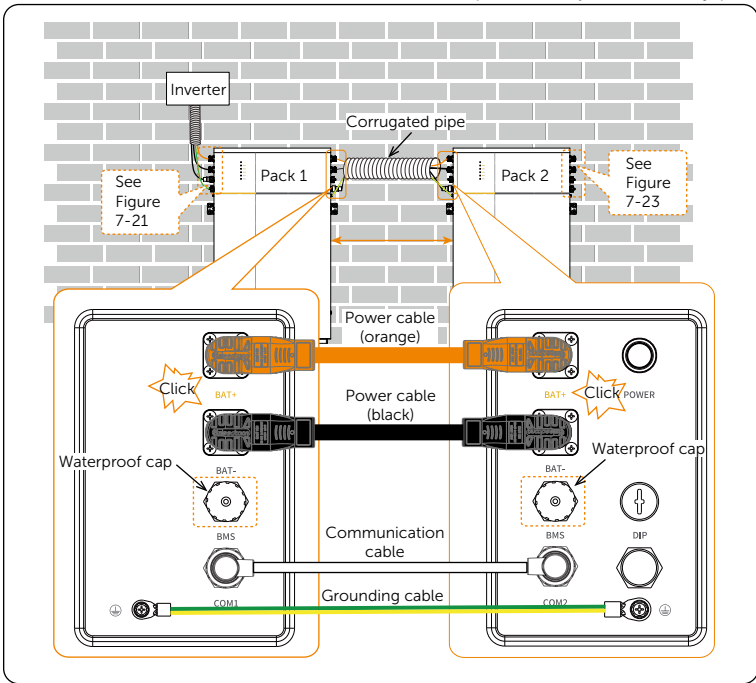 Inverter
Corrugated pipe
Pack 1
Pack 2
See
Figure
7-21
See
Figure
7-23
Power cable
(orange)
Click
BAT+
BAT+
Click
POWER
Power cable
(black)
Waterproof cap
BAT-
BAT-
Waterproof cap
BMS
Communication
cable
BMS
DIP
COM1
Grounding cable
COM2